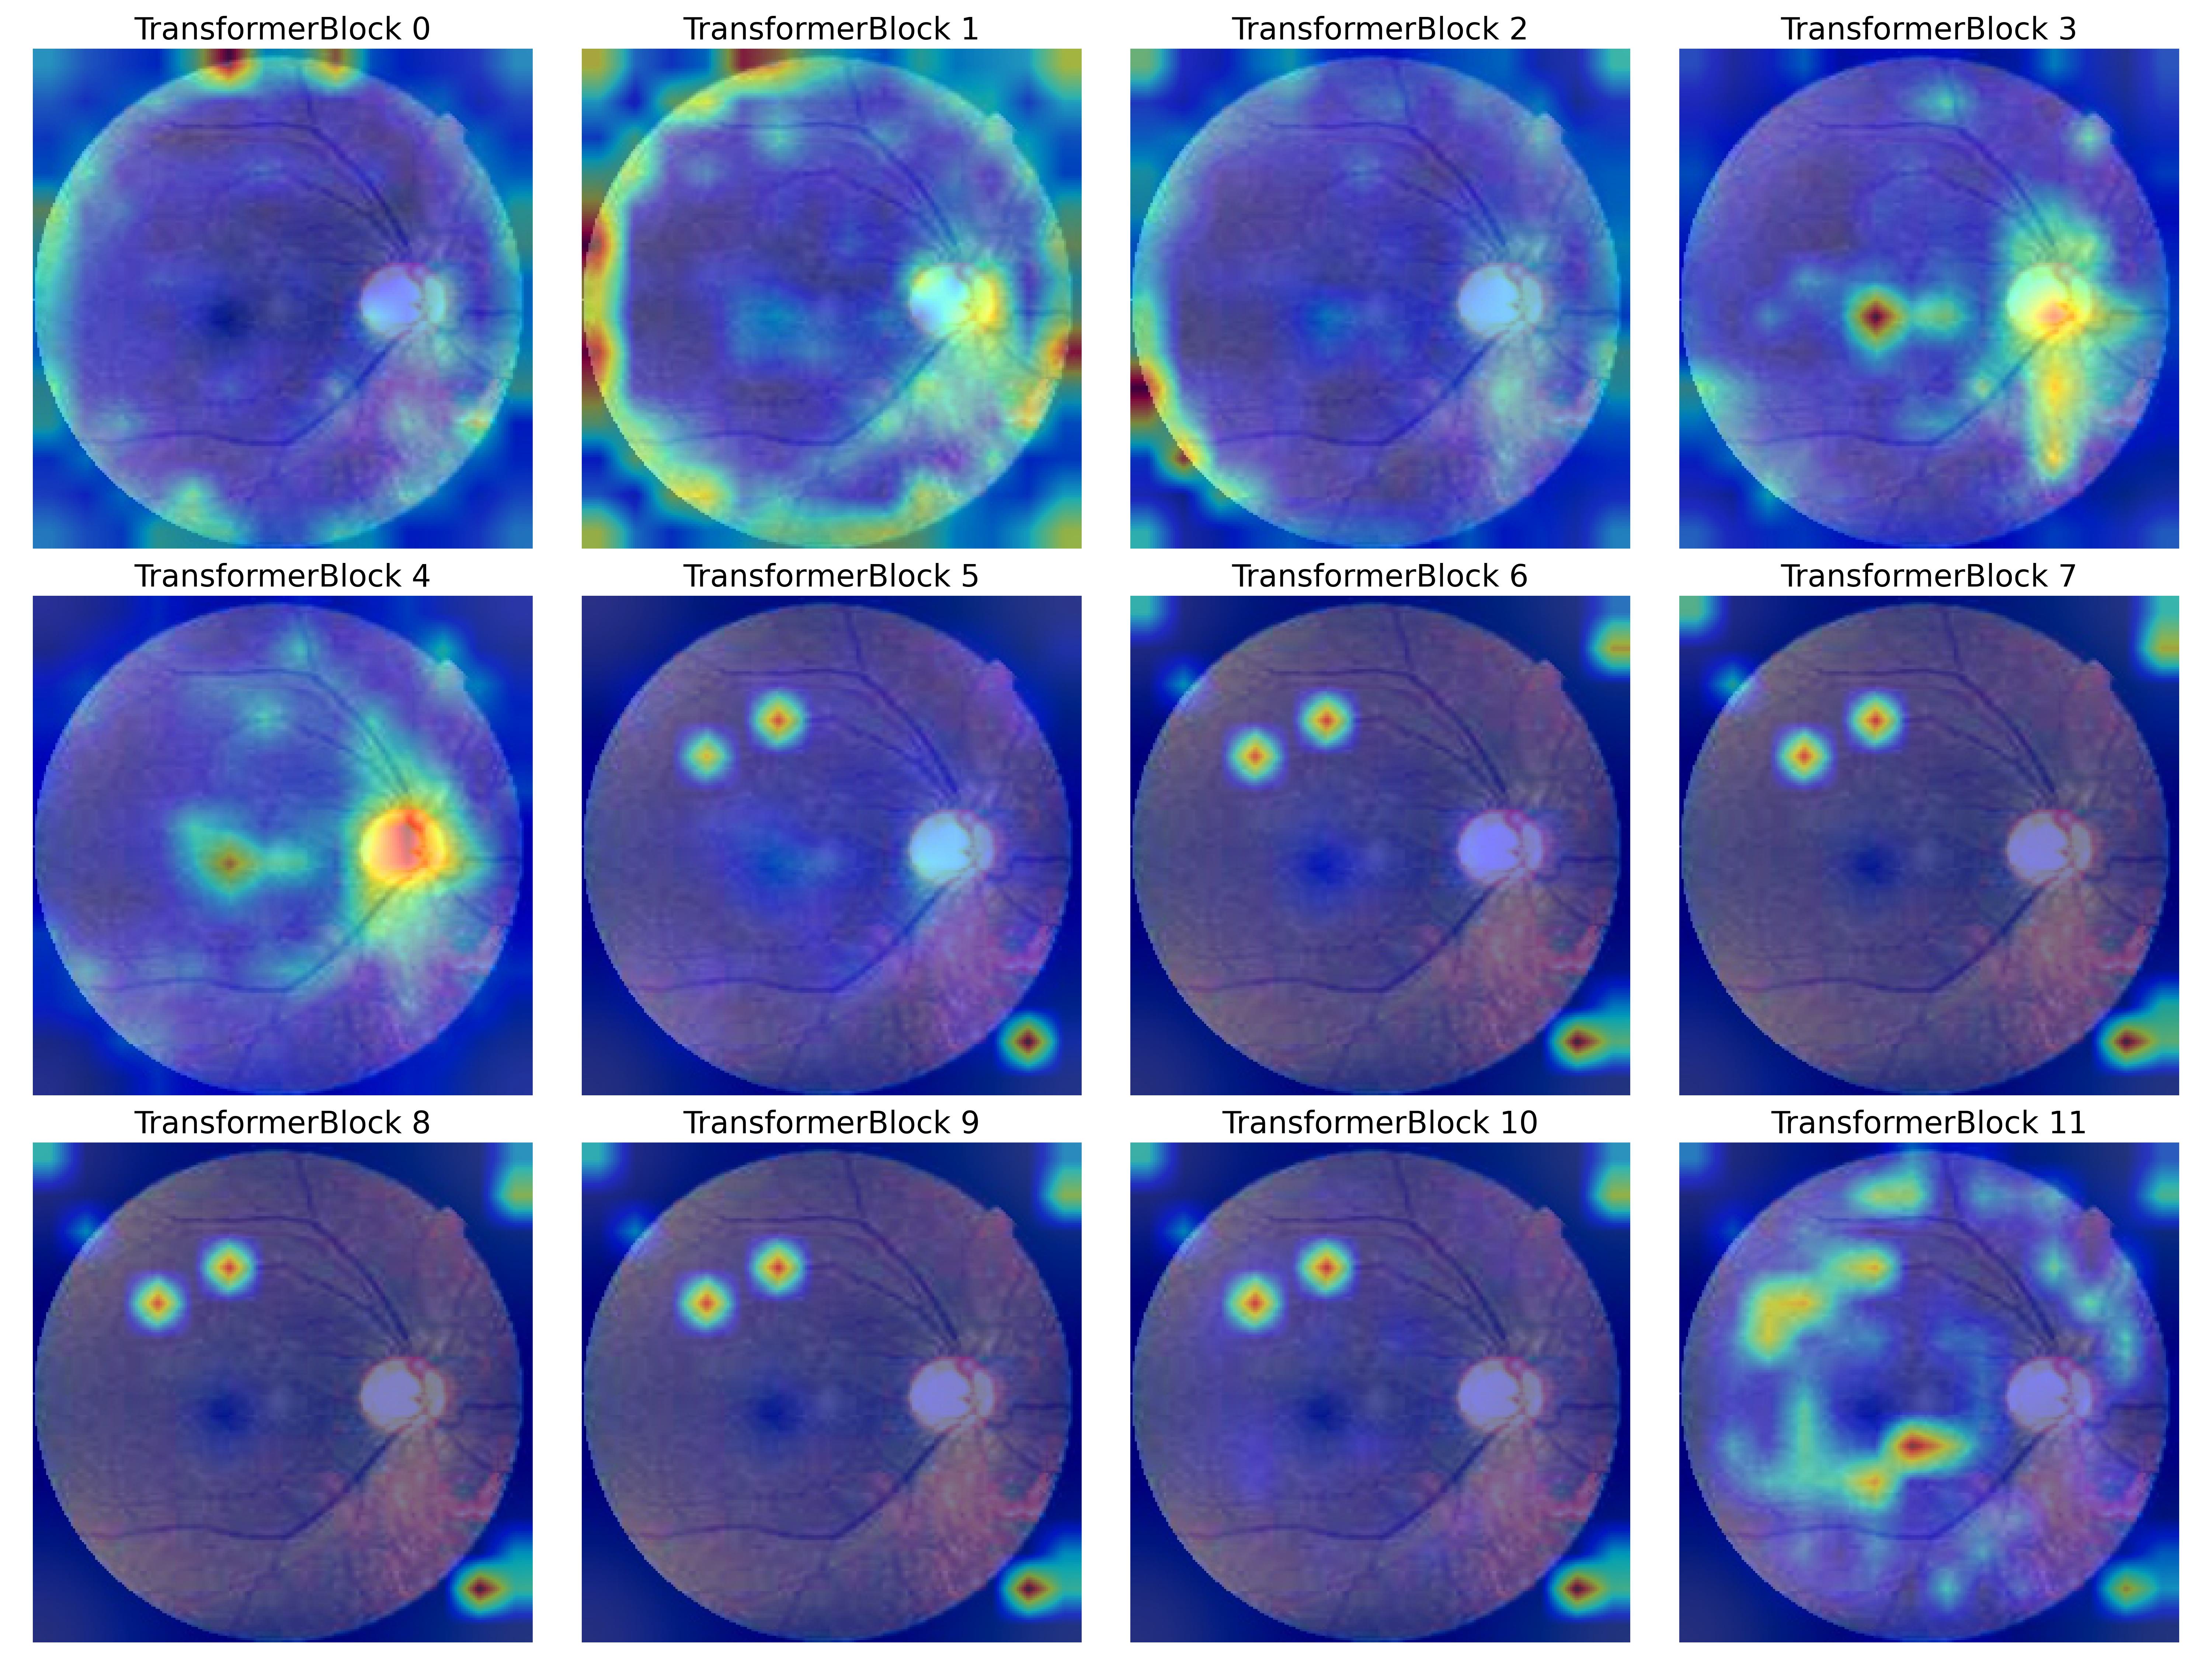 TransformerBlock 0
TransformerBlock 1
TransformerBlock 2
TransformerBlock 3
TransformerBlock 4
TransformerBlock 5
TransformerBlock 6
TransformerBlock 7
TransformerBlock 8
TransformerBlock 9
TransformerBlock 10
TransformerBlock 11